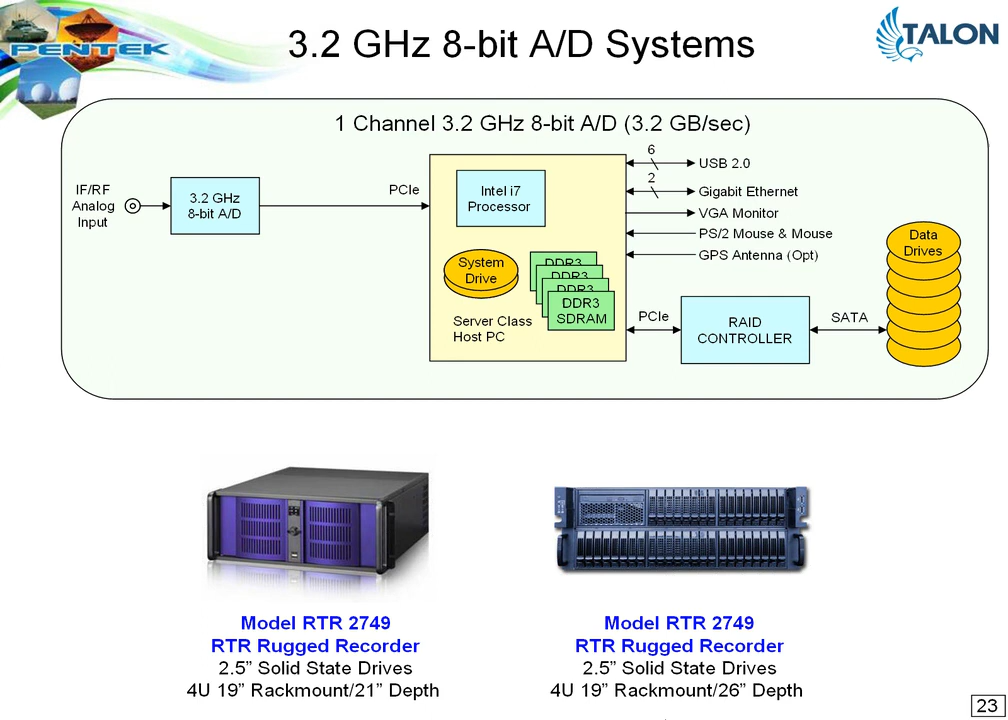 PENTEK
3.2 GHz 8-bit A/D Systems
TALON
1 Channel 3.2 GHz 8-bit A/D (3.2 GB/sec)
IF/RF
Analog
Input
3.2 GHz
8-bit A/D
PCIe
Intel i7
Processor
System
Drive
DDR3
DDR3
DDR3
DDR3
SDRAM
Server Class
Host PC
6
USB 2.0
2
Gigabit Ethernet
VGA Monitor
PS/2 Mouse & Mouse
GPS Antenna (Opt)
PCIe
RAID
CONTROLLER
SATA
Data
Drives
Model RTR 2749
RTR Rugged Recorder
2.5” Solid State Drives
4U 19” Rackmount/21” Depth
Model RTR 2749
RTR Rugged Recorder
2.5” Solid State Drives
4U 19” Rackmount/26” Depth
23